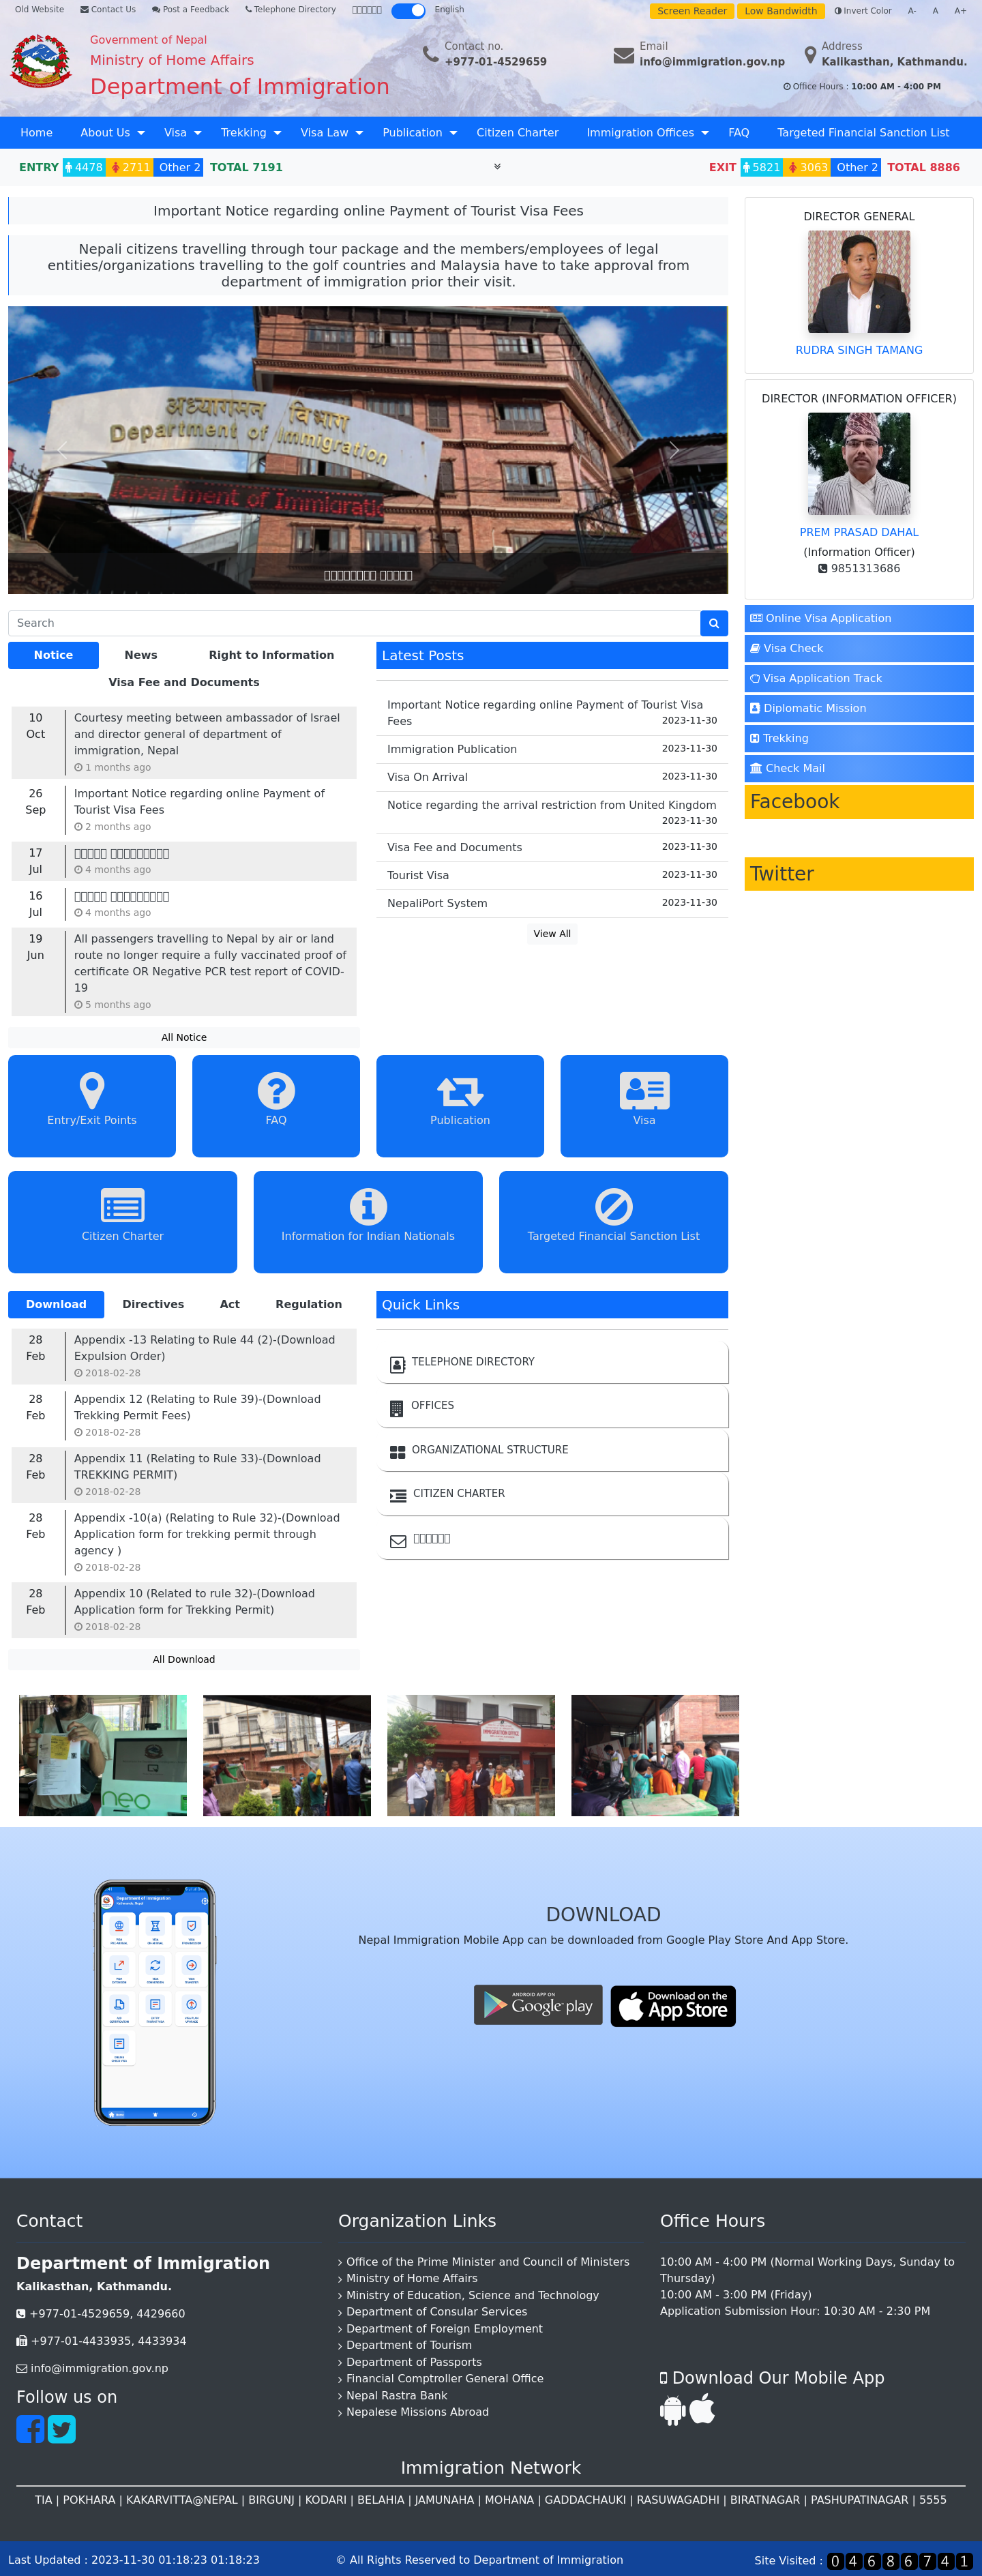 Old Website Contact Us Post a Feedback Telephone Directory English Screen Reader Low Bandwidth Invert Color A- A A+
Government of Nepal
Ministry of Home Affairs
Department of Immigration
Contact no.
+977-01-4529659
Email
info@immigration.gov.np
Address
Kalikasthan, Kathmandu.
Office Hours : 10:00 AM - 4:00 PM
Home About Us Visa Trekking Visa Law Publication Citizen Charter Immigration Offices FAQ Targeted Financial Sanction List
ENTRY 4478 2711 Other 2 TOTAL 7191
EXIT 5821 3063 Other 2 TOTAL 8886
Important Notice regarding online Payment of Tourist Visa Fees
Nepali citizens travelling through tour package and the members/employees of legal
entities/organizations travelling to the golf countries and Malaysia have to take approval from
department of immigration prior their visit.
अध्यागमन विभाग
Department of Immigration
Department of Immigration
DIRECTOR GENERAL
RUDRA SINGH TAMANG
DIRECTOR (INFORMATION OFFICER)
PREM PRASAD DAHAL
(Information Officer)
9851313686
Online Visa Application
Visa Check
Visa Application Track
Diplomatic Mission
Trekking
Check Mail
Facebook
Twitter
Search
Notice News Right to Information
Visa Fee and Documents
10
Oct
Courtesy meeting between ambassador of Israel
and director general of department of
immigration, Nepal
1 months ago
26
Sep
Important Notice regarding online Payment of
Tourist Visa Fees
2 months ago
17
Jul
4 months ago
16
Jul
4 months ago
19
Jun
All passengers travelling to Nepal by air or land
route no longer require a fully vaccinated proof of
certificate OR Negative PCR test report of COVID-
19
5 months ago
All Notice
Latest Posts
Important Notice regarding online Payment of Tourist Visa
Fees 2023-11-30
Immigration Publication 2023-11-30
Visa On Arrival 2023-11-30
Notice regarding the arrival restriction from United Kingdom
2023-11-30
Visa Fee and Documents 2023-11-30
Tourist Visa 2023-11-30
NepaliPort System 2023-11-30
View All
Entry/Exit Points
FAQ
Publication
Visa
Citizen Charter
Information for Indian Nationals
Targeted Financial Sanction List
Download Directives Act Regulation
28
Feb
Appendix -13 Relating to Rule 44 (2)-(Download
Expulsion Order)
2018-02-28
28
Feb
Appendix 12 (Relating to Rule 39)-(Download
Trekking Permit Fees)
2018-02-28
28
Feb
Appendix 11 (Relating to Rule 33)-(Download
TREKKING PERMIT)
2018-02-28
28
Feb
Appendix -10(a) (Relating to Rule 32)-(Download
Application form for trekking permit through
agency )
2018-02-28
28
Feb
Appendix 10 (Related to rule 32)-(Download
Application form for Trekking Permit)
2018-02-28
All Download
Quick Links
TELEPHONE DIRECTORY
OFFICES
ORGANIZATIONAL STRUCTURE
CITIZEN CHARTER
neo
IMMIGRATION OFFICE
Department of Immigration
DOWNLOAD
Nepal Immigration Mobile App can be downloaded from Google Play Store And App Store.
ANDROID APP ON
Google play
Download on the
App Store
Contact
Department of Immigration
Kalikasthan, Kathmandu.
+977-01-4529659, 4429660
+977-01-4433935, 4433934
info@immigration.gov.np
Follow us on
Organization Links
Office of the Prime Minister and Council of Ministers
Ministry of Home Affairs
Ministry of Education, Science and Technology
Department of Consular Services
Department of Foreign Employment
Department of Tourism
Department of Passports
Financial Comptroller General Office
Nepal Rastra Bank
Nepalese Missions Abroad
Office Hours
10:00 AM - 4:00 PM (Normal Working Days, Sunday to
Thursday)
10:00 AM - 3:00 PM (Friday)
Application Submission Hour: 10:30 AM - 2:30 PM
Download Our Mobile App
Immigration Network
TIA | POKHARA | KAKARVITTA@NEPAL | BIRGUNJ | KODARI | BELAHIA | JAMUNAHA | MOHANA | GADDACHAUKI | RASUWAGADHI | BIRATNAGAR | PASHUPATINAGAR | 5555
Last Updated : 2023-11-30 01:18:23 01:18:23
© All Rights Reserved to Department of Immigration
Site Visited : 04686741